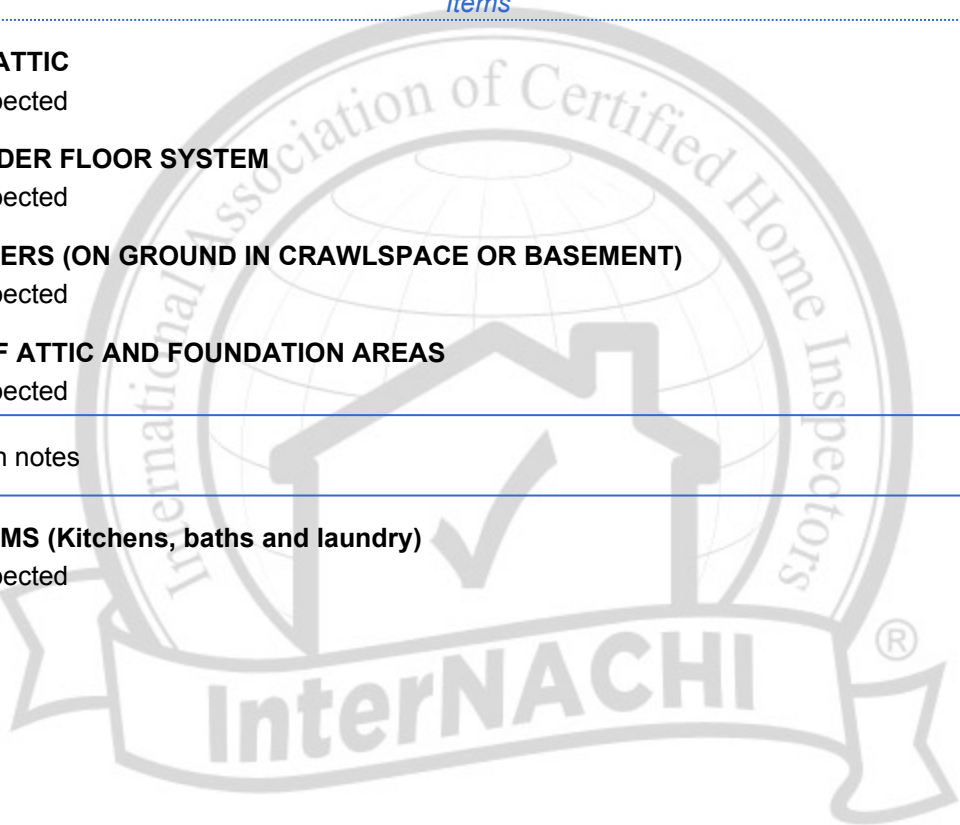 Items
ATTIC
pected
DER FLOOR SYSTEM
pected
ERS (ON GROUND IN CRAWLSPACE OR BASEMENT)
pected
F ATTIC AND FOUNDATION AREAS
pected
n notes
MS (Kitchens, baths and laundry)
pected
International Association of Certified Home Inspectors
InterNACHI ®